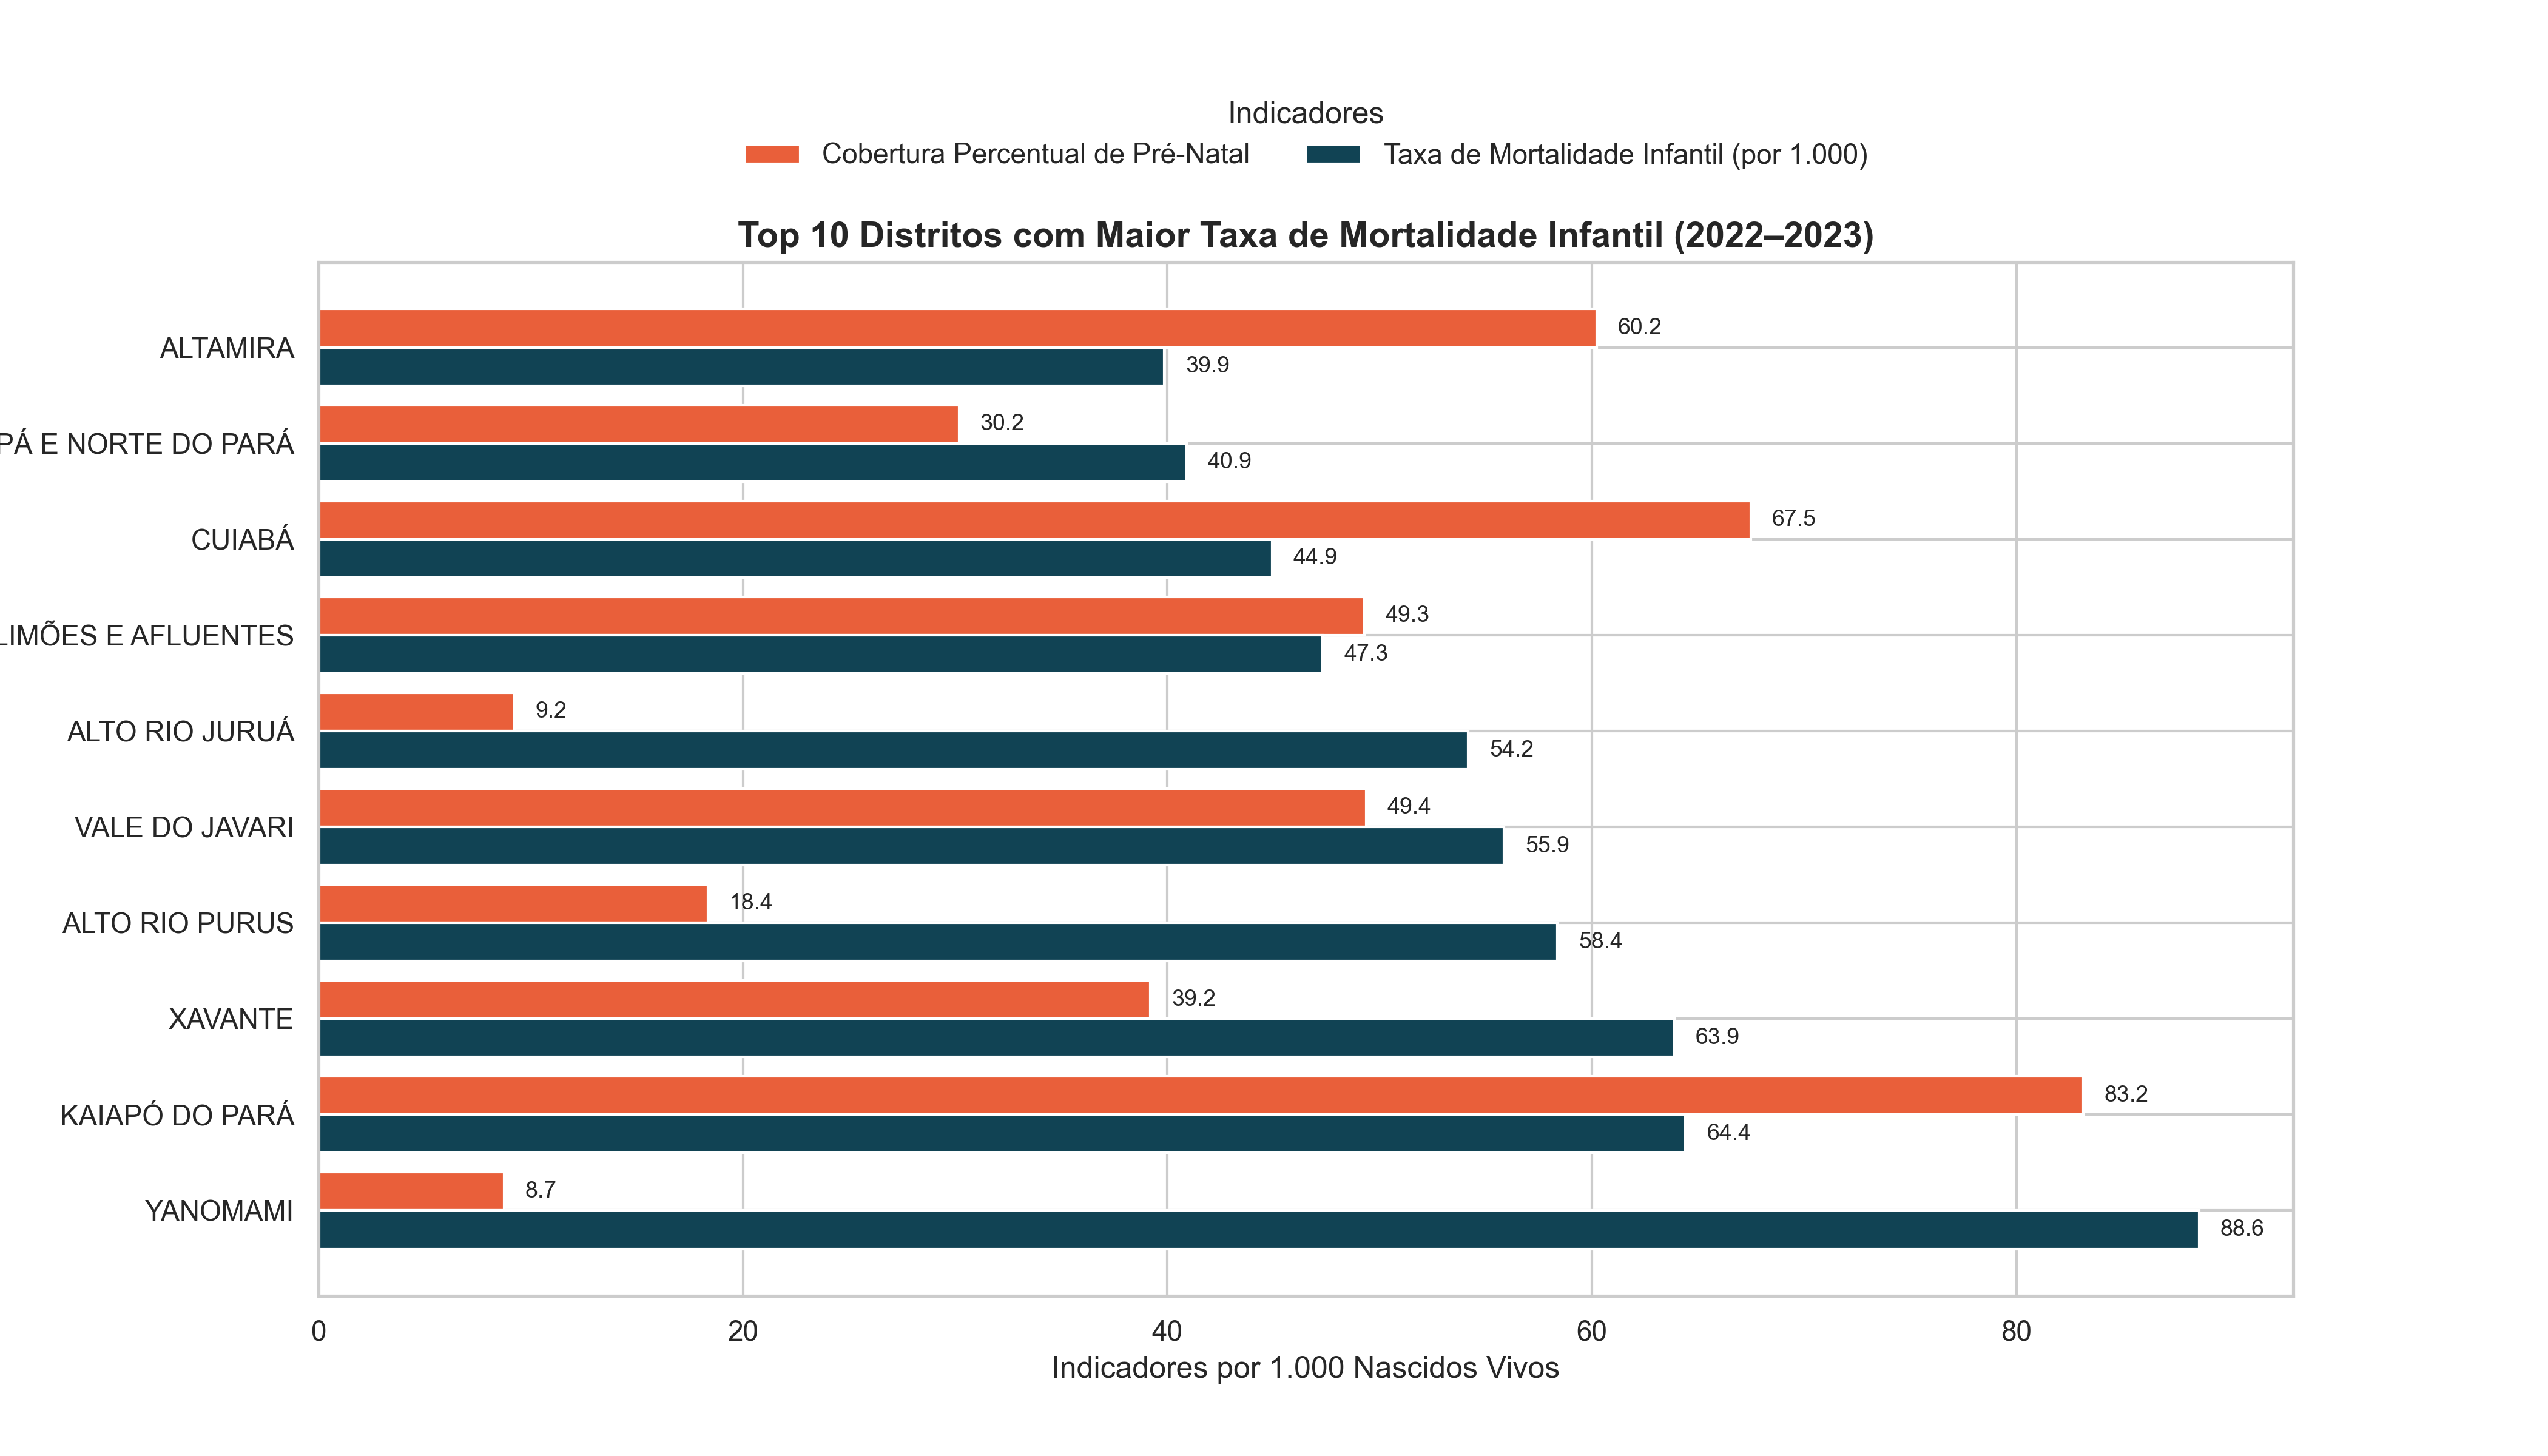 Indicadores
Cobertura Percentual de Pré-Natal Taxa de Mortalidade Infantil (por 1.000)
Top 10 Distritos com Maior Taxa de Mortalidade Infantil (2022–2023)
ALTAMIRA
60.2
39.9
PÁ E NORTE DO PARÁ
30.2
40.9
CUIABÁ
67.5
44.9
LIMÕES E AFLUENTES
49.3
47.3
ALTO RIO JURUÁ
9.2
54.2
VALE DO JAVARI
49.4
55.9
ALTO RIO PURUS
18.4
58.4
XAVANTE
39.2
63.9
KAIAPÓ DO PARÁ
83.2
64.4
YANOMAMI
8.7
88.6
0 20 40 60 80
Indicadores por 1.000 Nascidos Vivos